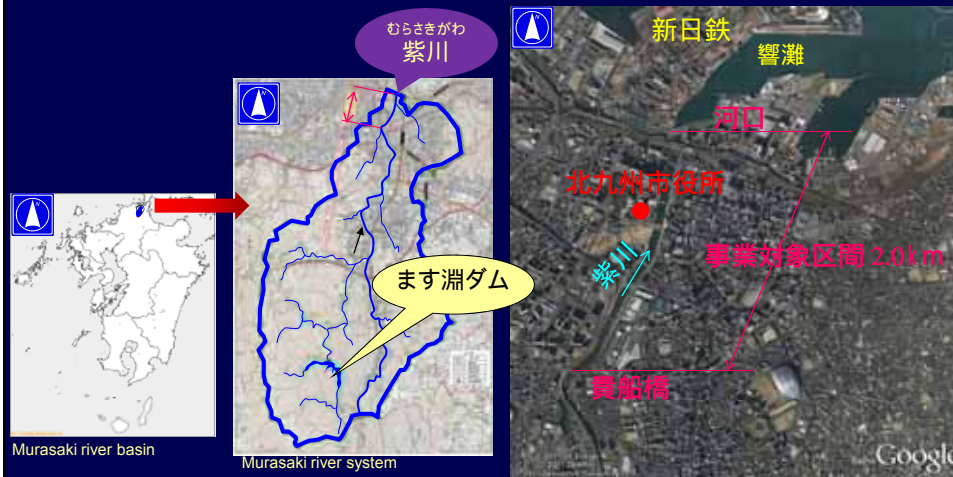 むらさきがわ
紫川
ます淵ダム
Murasaki river basin
Murasaki river system
新日鉄
響灘
河口
北九州市役所
紫川
事業対象区間 2.0km
貴船橋
Google
N
N
N